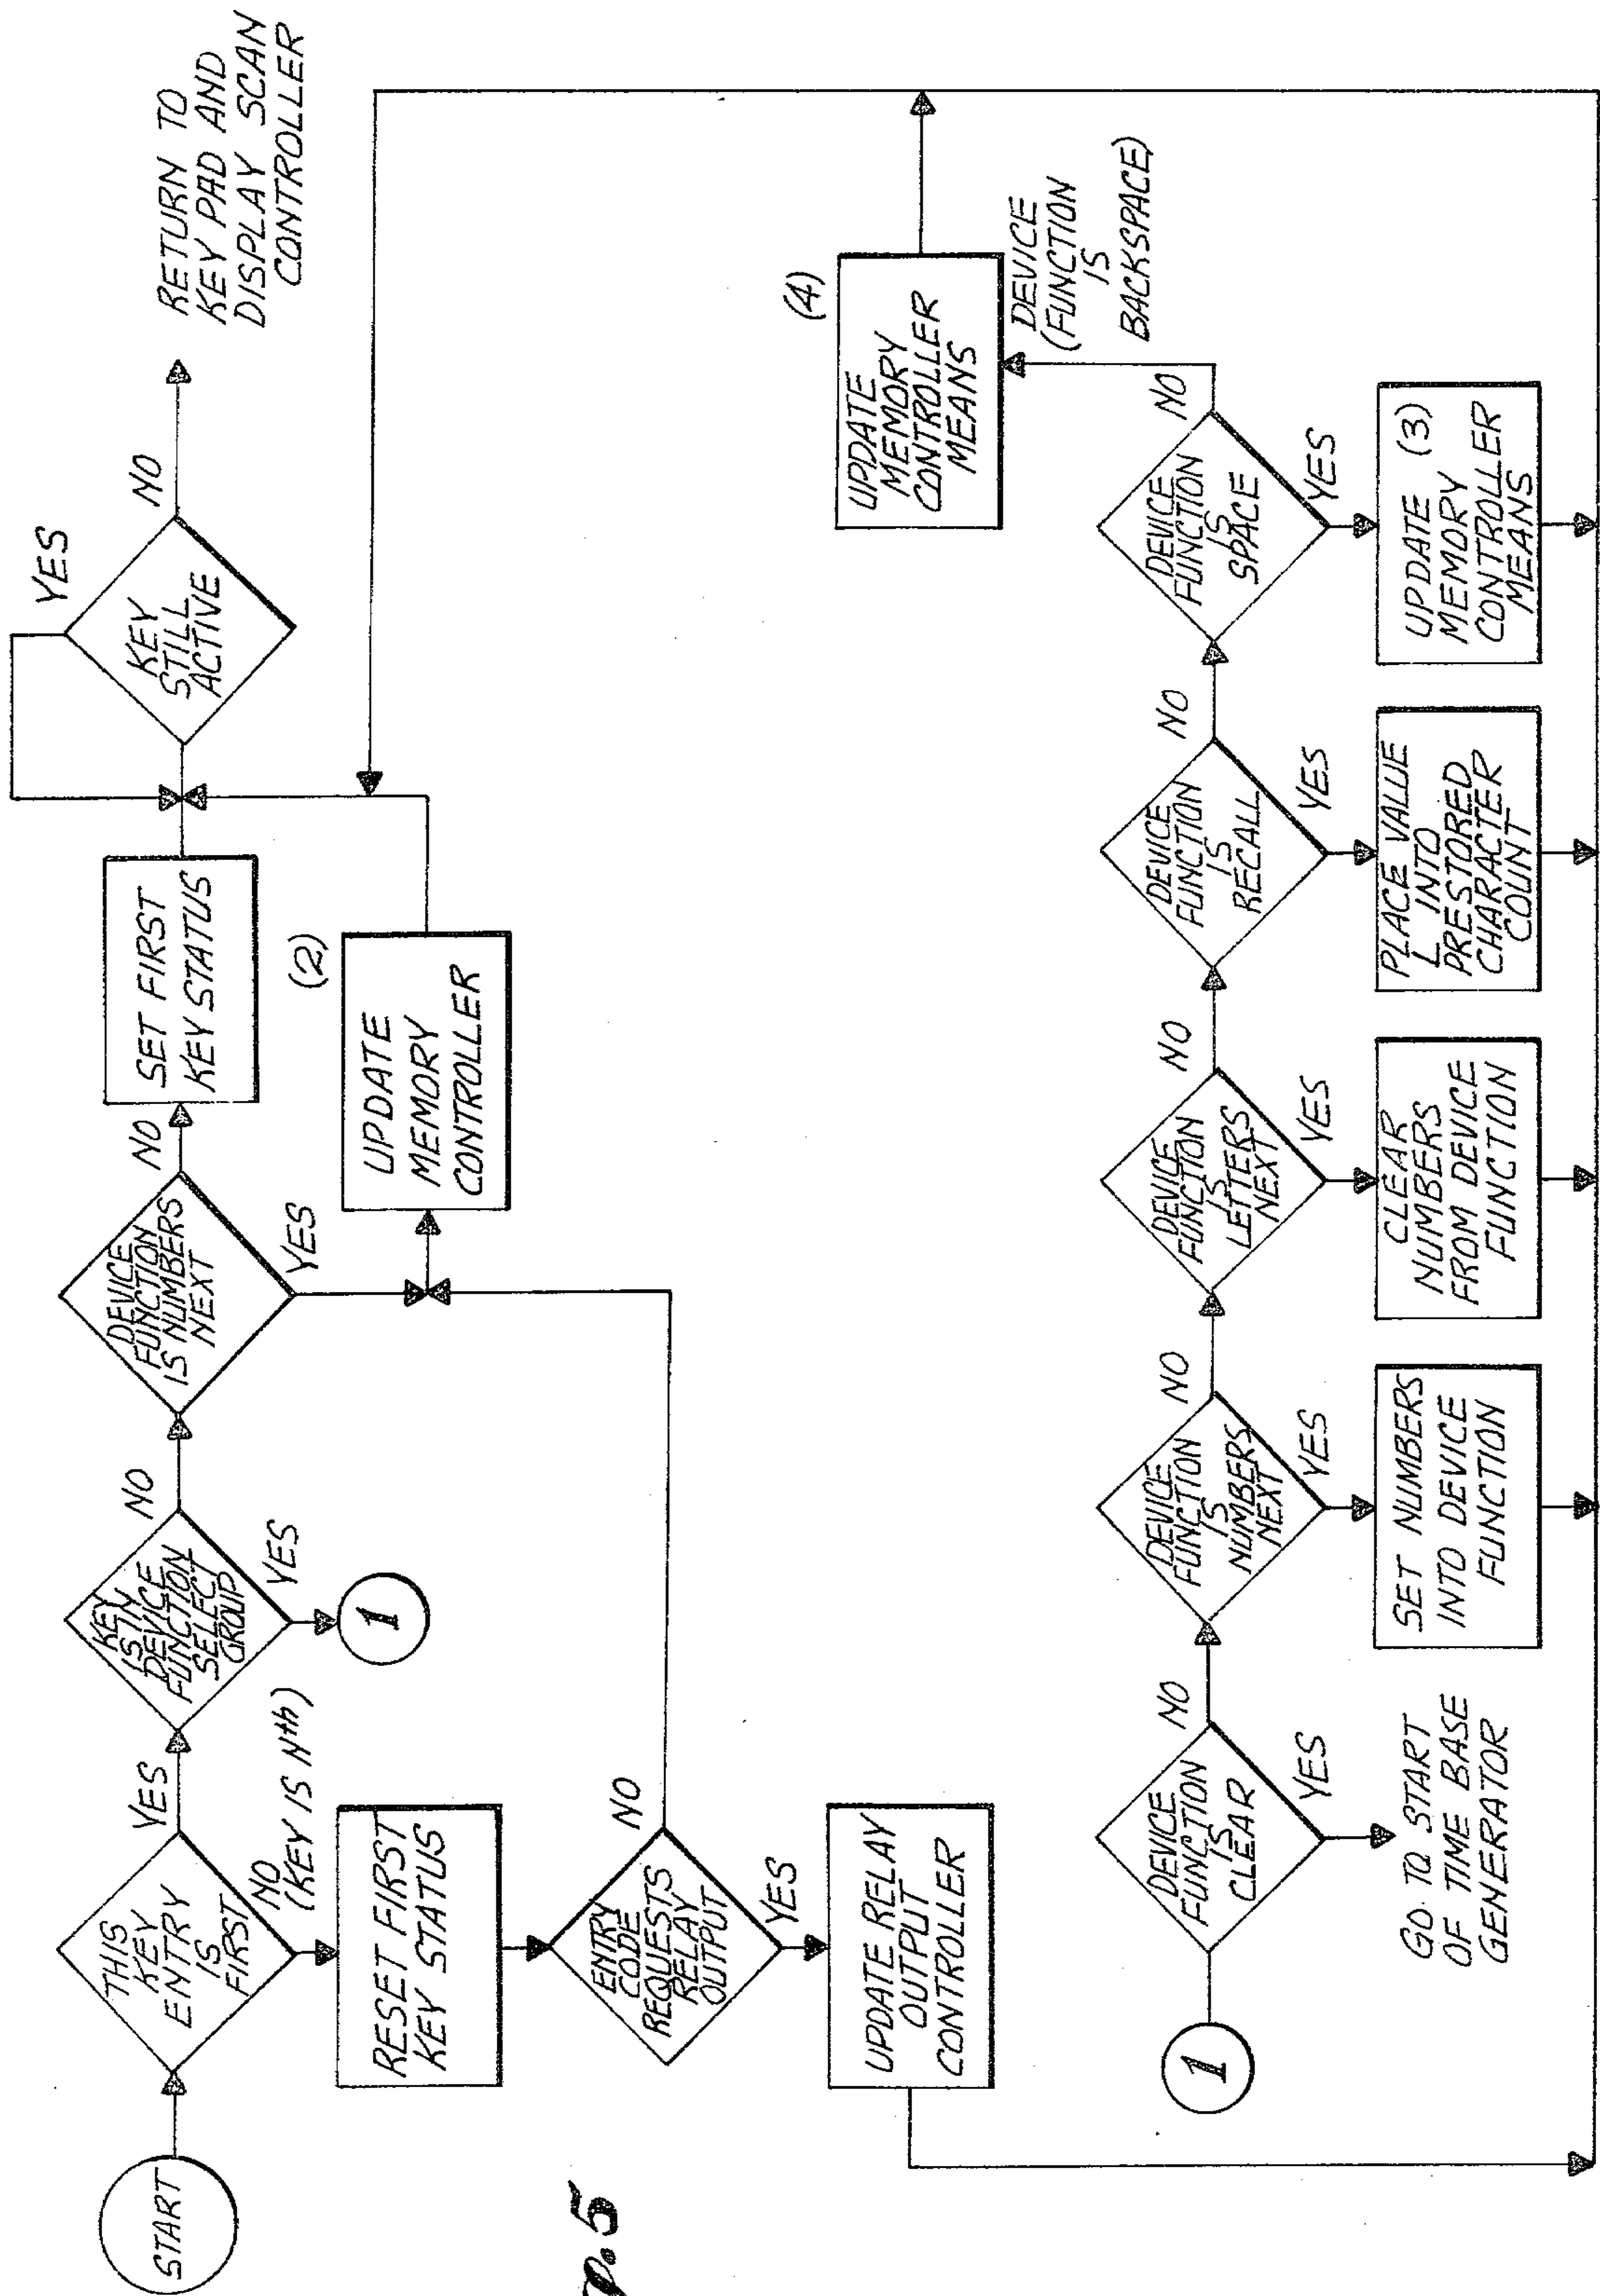 START
THIS
KEY
ENTRY
IS
FIRST
YES
NO
(KEY IS Nth)
KEY
IS IN
DEVICE
FUNCTION
SELECT
GROUP
NO
YES
1
DEVICE
FUNCTION
IS NUMBERS
NEXT
NO
YES
SET FIRST
KEY STATUS
KEY
STILL
ACTIVE
YES
NO
RETURN TO
KEY PAD AND
DISPLAY SCAN
CONTROLLER
RESET FIRST
KEY STATUS
(2)
UPDATE
MEMORY
CONTROLLER
ENTRY
CODE
REQUESTS
RELAY
OUTPUT
NO
YES
UPDATE RELAY
OUTPUT
CONTROLLER
(4)
UPDATE
MEMORY
CONTROLLER
MEANS
DEVICE
(FUNCTION
IS
BACKSPACE)
1
DEVICE
FUNCTION
IS
CLEAR
NO
YES
GO TO START
OF TIME BASE
GENERATOR
DEVICE
FUNCTION
IS
NUMBERS
NEXT
NO
YES
SET NUMBERS
INTO DEVICE
FUNCTION
DEVICE
FUNCTION
IS
LETTERS
NEXT
NO
YES
CLEAR
NUMBERS
FROM DEVICE
FUNCTION
DEVICE
FUNCTION
IS
RECALL
NO
YES
PLACE VALUE
L INTO
PRESTORED
CHARACTER
COUNT
DEVICE
FUNCTION
IS
SPACE
NO
YES
UPDATE (3)
MEMORY
CONTROLLER
MEANS